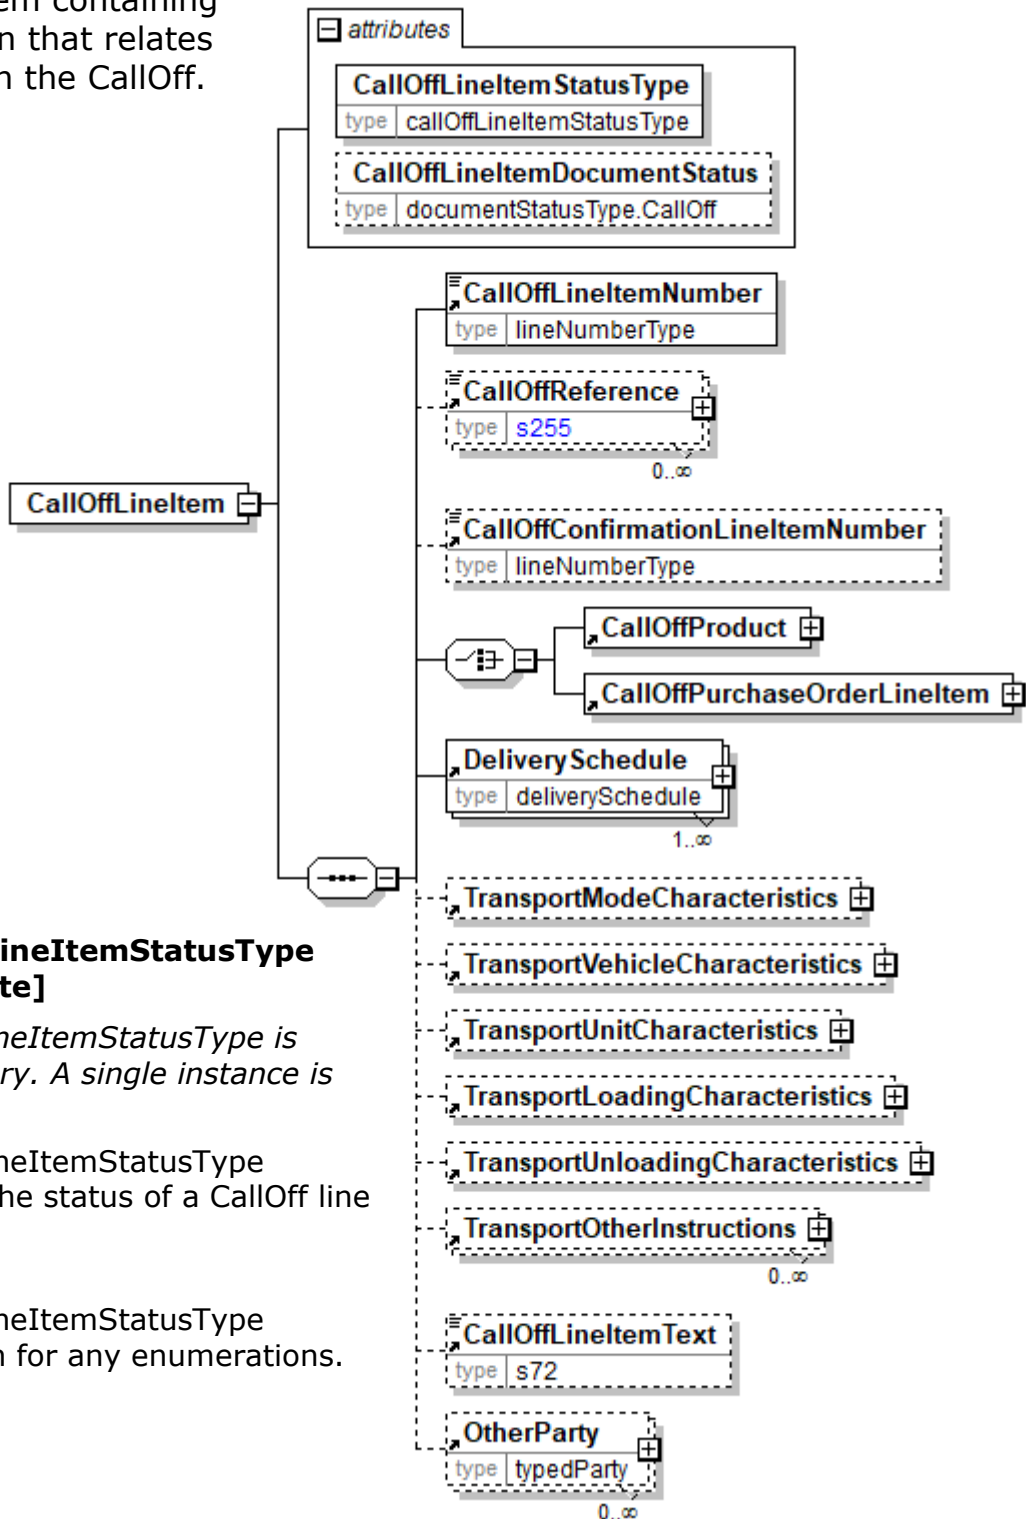 em containing
n that relates
n the CallOff.
attributes
CallOffLineItemStatusType
type callOffLineItemStatusType
CallOffLineItemDocumentStatus
type documentStatusType.CallOff
CallOffLineItemNumber
type lineNumberType
CallOffReference
type s255
0..∞
CallOffLineItem
CallOffConfirmationLineItemNumber
type lineNumberType
CallOffProduct
CallOffPurchaseOrderLineItem
DeliverySchedule
type deliverySchedule
1..∞
TransportModeCharacteristics
TransportVehicleCharacteristics
TransportUnitCharacteristics
TransportLoadingCharacteristics
TransportUnloadingCharacteristics
TransportOtherInstructions
0..∞
CallOffLineItemText
type s72
OtherParty
type typedParty
0..∞
ineItemStatusType
te]
neItemStatusType is
ry. A single instance is
neItemStatusType
he status of a CallOff line
neItemStatusType
n for any enumerations.